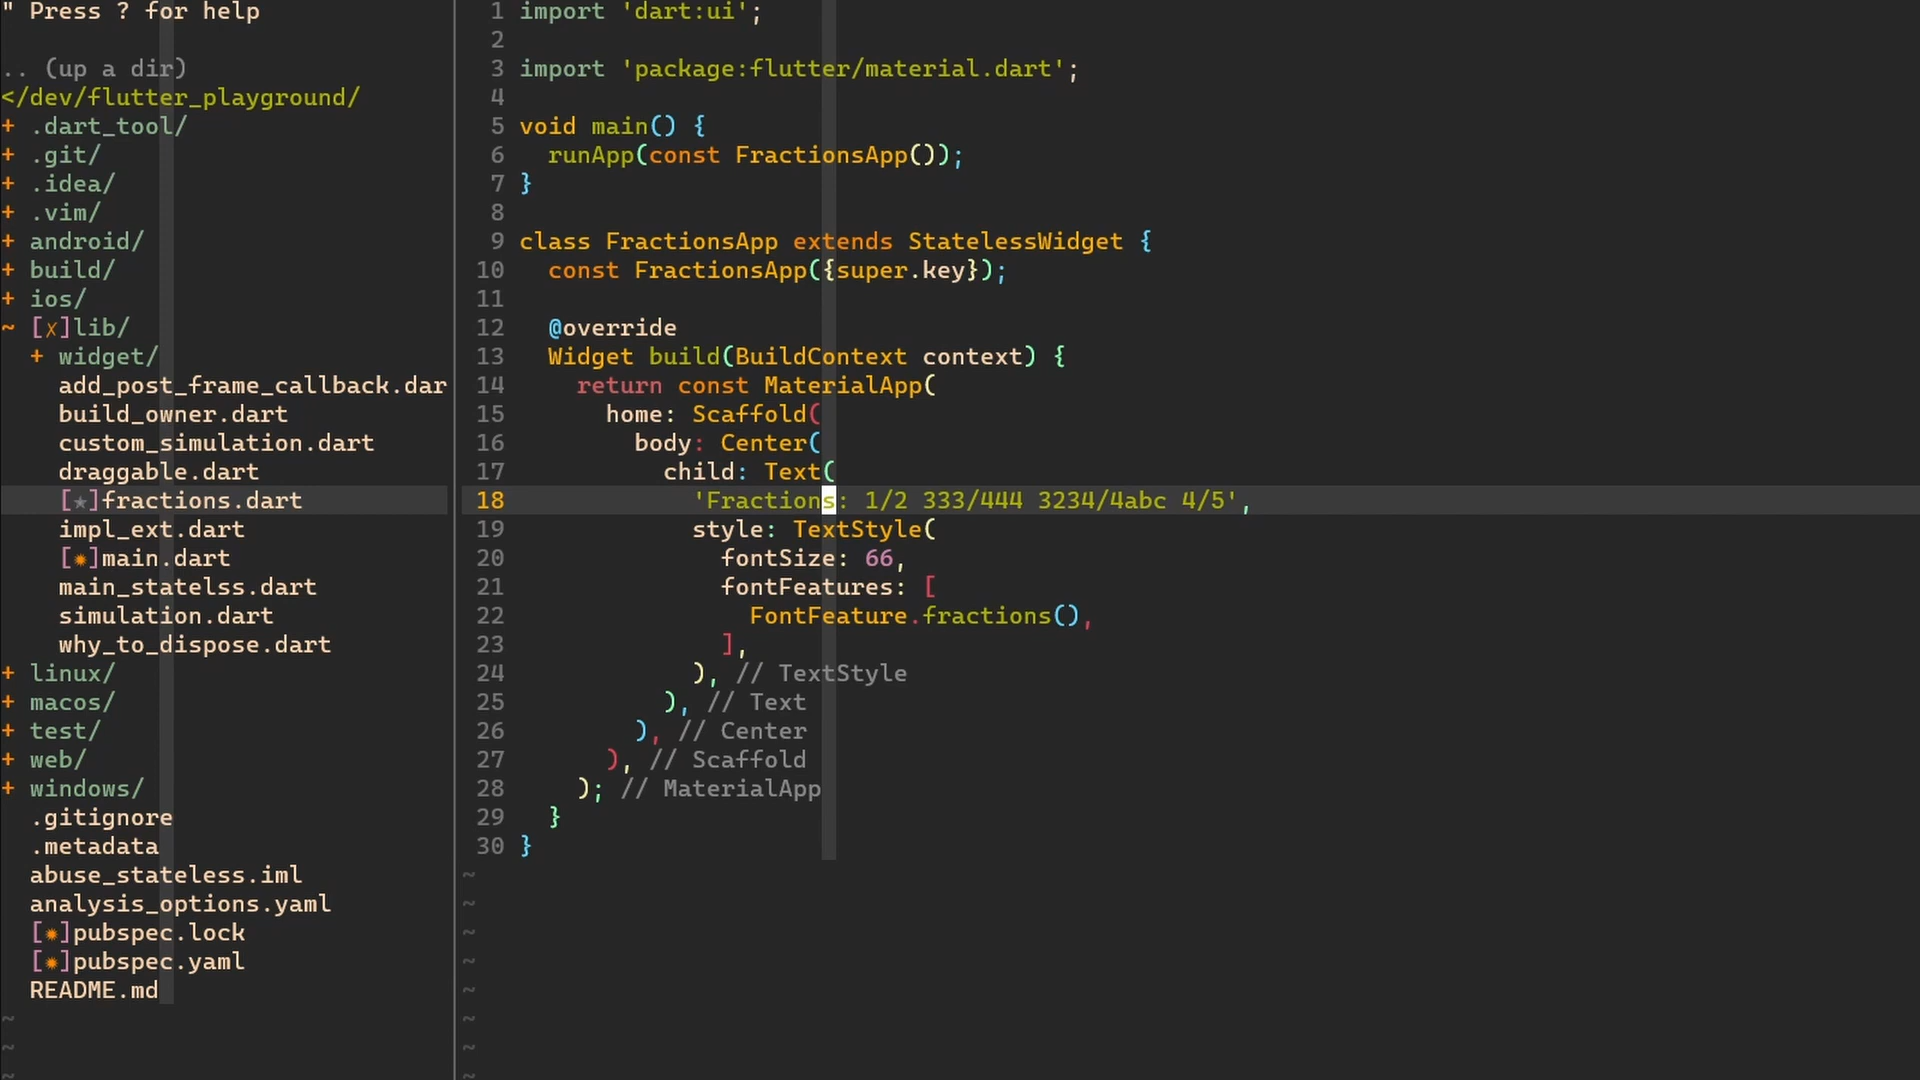 " Press ? for help
.. (up a dir)
</dev/flutter_playground/
+ .dart_tool/
+ .git/
+ .idea/
+ .vim/
+ android/
+ build/
+ ios/
~ [✗]lib/
+ widget/
add_post_frame_callback.dar
build_owner.dart
custom_simulation.dart
draggable.dart
[★]fractions.dart
impl_ext.dart
[✹]main.dart
main_statelss.dart
simulation.dart
why_to_dispose.dart
+ linux/
+ macos/
+ test/
+ web/
+ windows/
.gitignore
.metadata
abuse_stateless.iml
analysis_options.yaml
[✹]pubspec.lock
[✹]pubspec.yaml
README.md
~
~
~
1 import 'dart:ui';
2
3 import 'package:flutter/material.dart';
4
5 void main() {
6   runApp(const FractionsApp());
7 }
8
9 class FractionsApp extends StatelessWidget {
10   const FractionsApp({super.key});
11
12   @override
13   Widget build(BuildContext context) {
14     return const MaterialApp(
15       home: Scaffold(
16         body: Center(
17           child: Text(
18             'Fractions: 1/2 333/444 3234/4abc 4/5',
19             style: TextStyle(
20               fontSize: 66,
21               fontFeatures: [
22                 FontFeature.fractions(),
23               ],
24             ), // TextStyle
25           ), // Text
26         ), // Center
27       ), // Scaffold
28     ); // MaterialApp
29   }
30 }
~
~
~
~
~
~
~
~